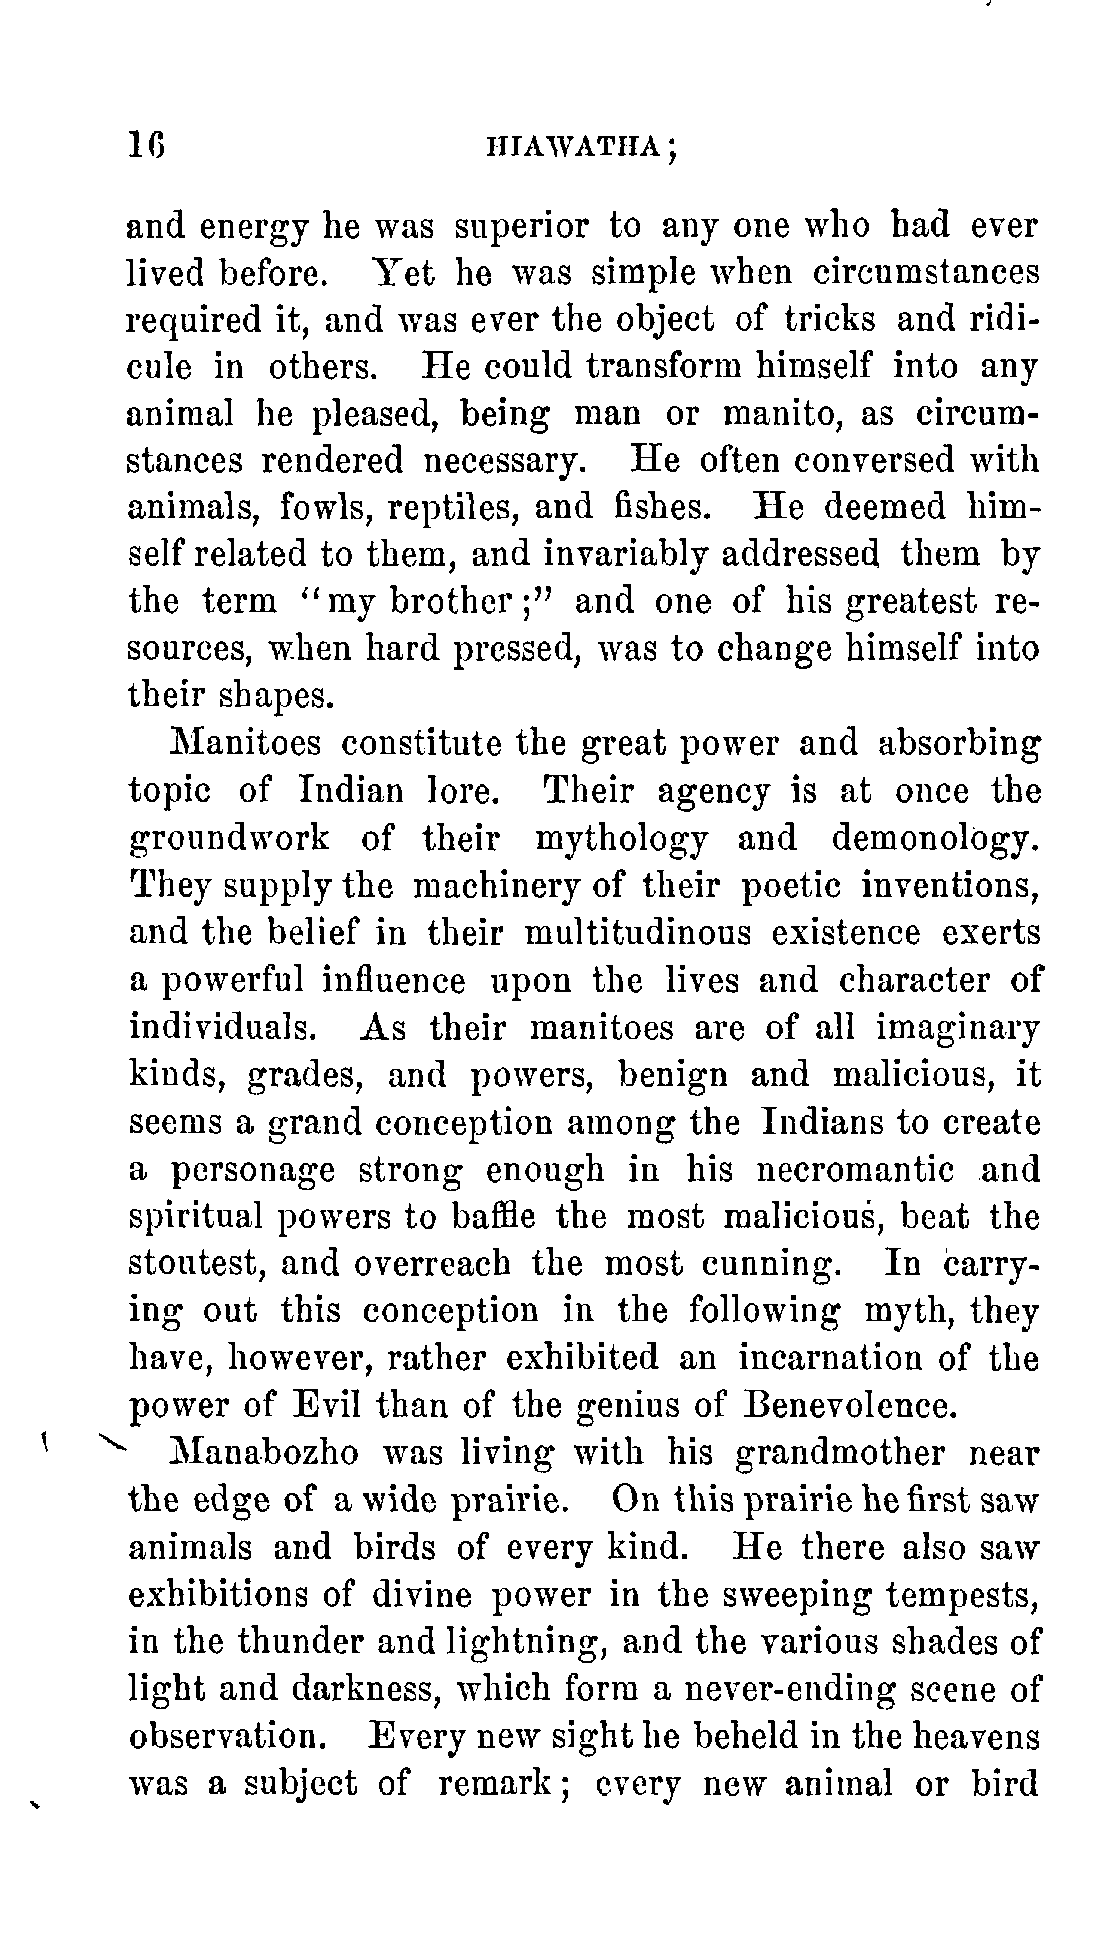 16 HIAWATHA;
and energy he was superior to any one who had ever
lived before. Yet he was simple when circumstances
required it, and was ever the object of tricks and ridi-
cule in others. He could transform himself into any
animal he pleased, being man or manito, as circum-
stances rendered necessary. He often conversed with
animals, fowls, reptiles, and fishes. He deemed him-
self related to them, and invariably addressed them by
the term "my brother;" and one of his greatest re-
sources, when hard pressed, was to change himself into
their shapes.
Manitoes constitute the great power and absorbing
topic of Indian lore. Their agency is at once the
groundwork of their mythology and demonology.
They supply the machinery of their poetic inventions,
and the belief in their multitudinous existence exerts
a powerful influence upon the lives and character of
individuals. As their manitoes are of all imaginary
kinds, grades, and powers, benign and malicious, it
seems a grand conception among the Indians to create
a personage strong enough in his necromantic and
spiritual powers to baffle the most malicious, beat the
stoutest, and overreach the most cunning. In carry-
ing out this conception in the following myth, they
have, however, rather exhibited an incarnation of the
power of Evil than of the genius of Benevolence.
Manabozho was living with his grandmother near
the edge of a wide prairie. On this prairie he first saw
animals and birds of every kind. He there also saw
exhibitions of divine power in the sweeping tempests,
in the thunder and lightning, and the various shades of
light and darkness, which form a never-ending scene of
observation. Every new sight he beheld in the heavens
was a subject of remark; every new animal or bird